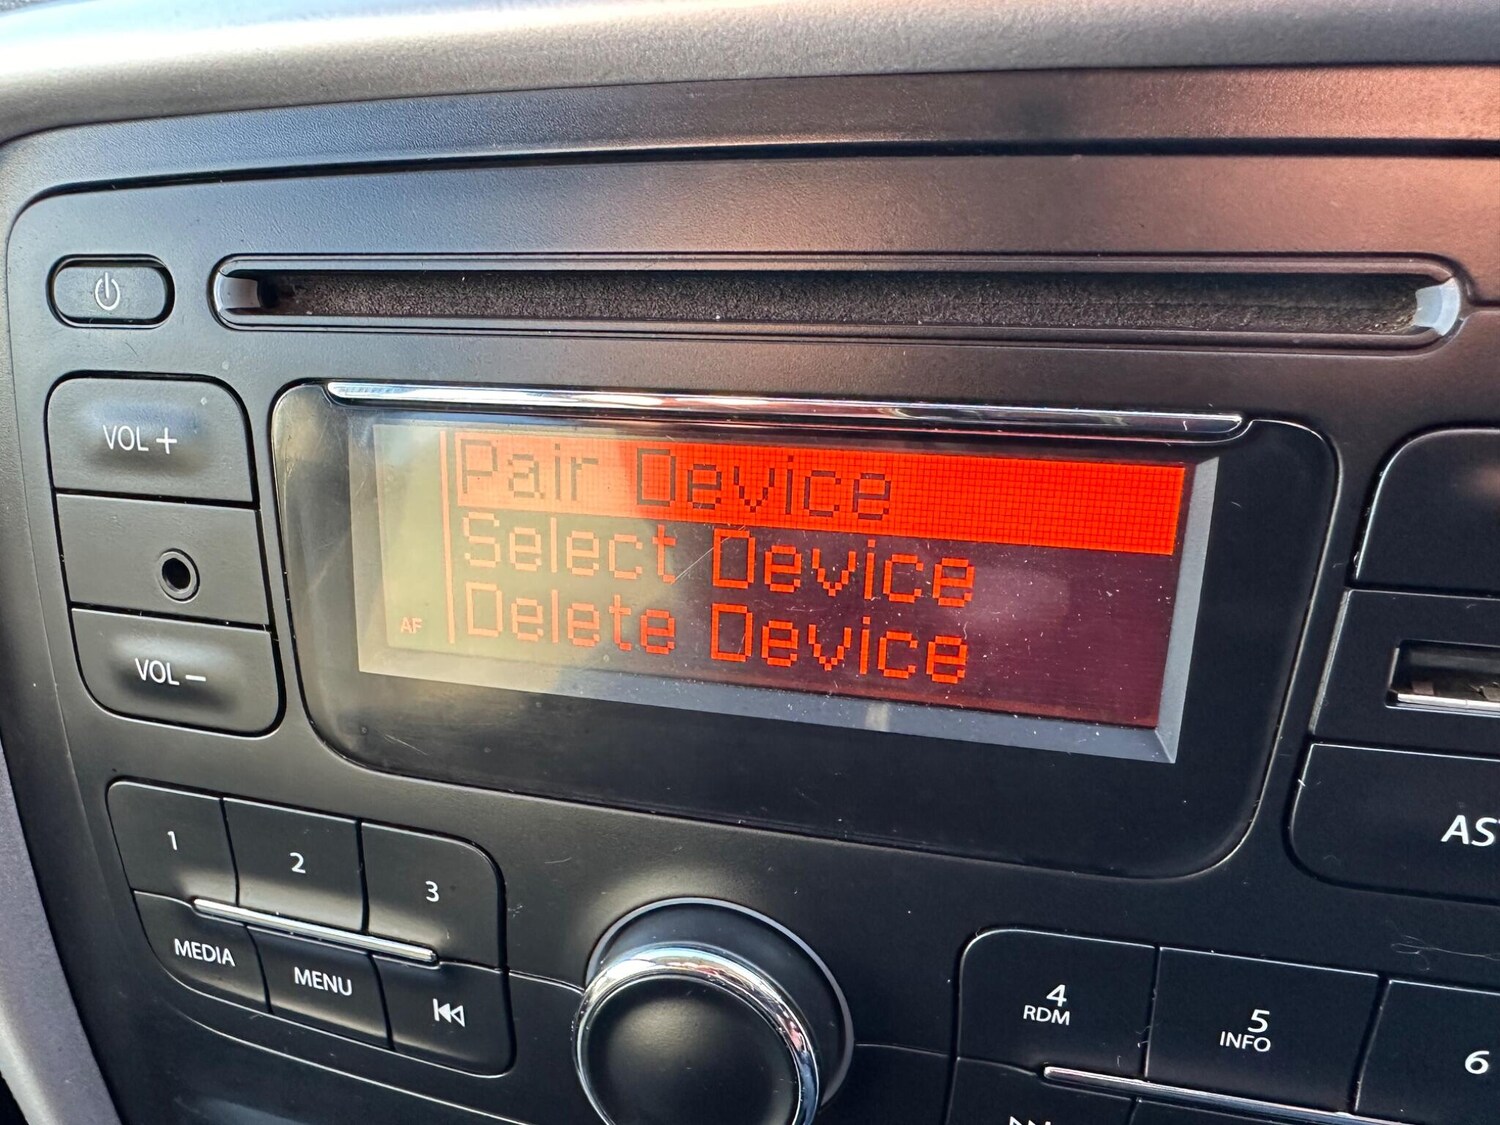 VOL +
Pair Device
Select Device
Delete Device
AF
VOL −
1
2
3
MEDIA
MENU
4
RDM
5
INFO
6